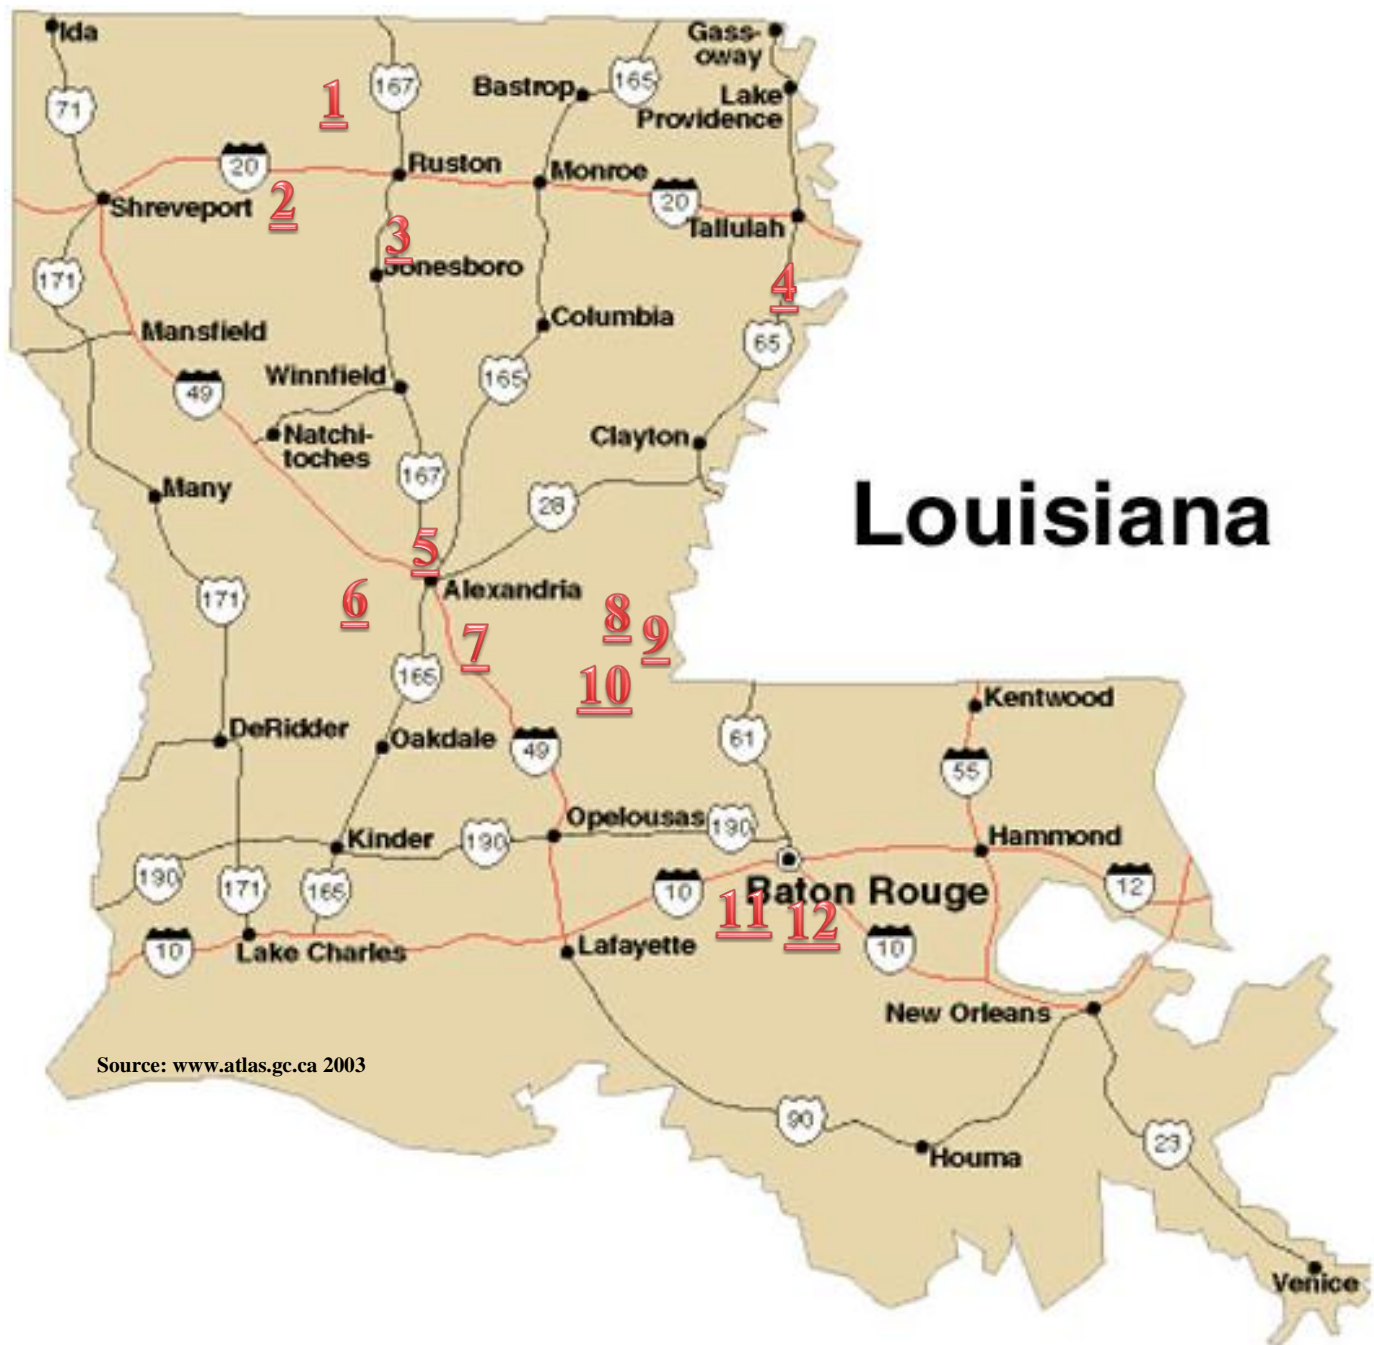 Ida
Gass-
oway
71
167
1
Bastrop
165
Lake
Providence
20
Ruston
Monroe
Shreveport
2
20
Tallulah
3
Jonesboro
171
4
Mansfield
Columbia
65
49
Winnfield
165
Natchi-
toches
Clayton
Many
167
28
Louisiana
5
Alexandria
171
6
8
9
7
165
10
Kentwood
DeRidder
Oakdale
49
61
55
Kinder
190
Opelousas
190
Hammond
190
171
165
10
Baton Rouge
12
11
12
10
Lake Charles
Lafayette
10
New Orleans
Source: www.atlas.gc.ca 2003
90
Houma
23
Venice